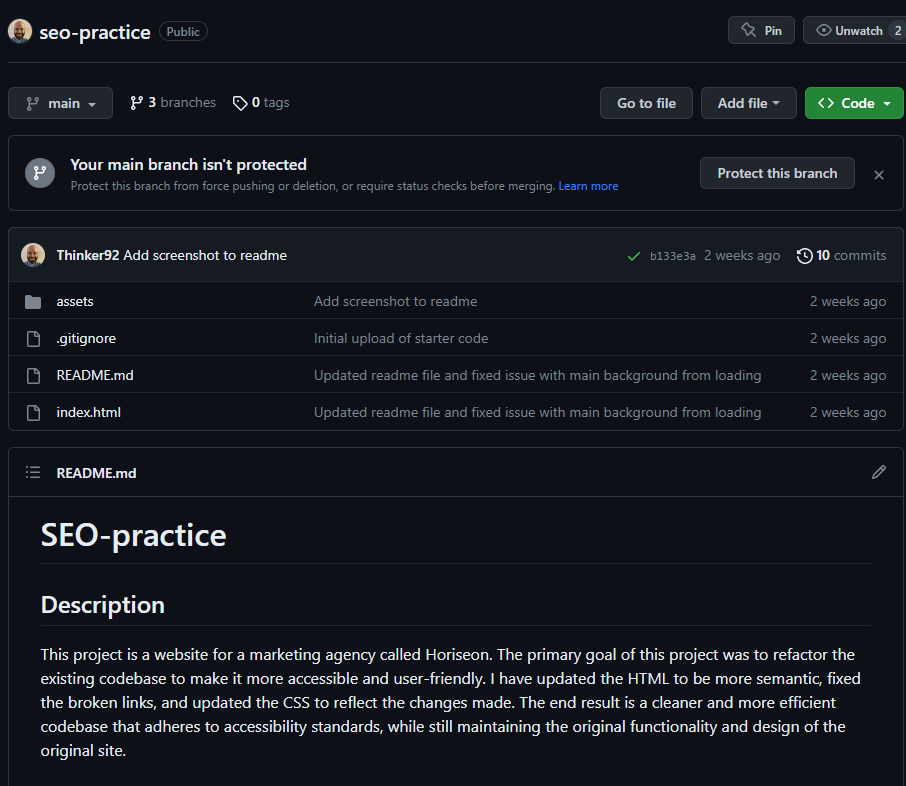 seo-practice Public Pin Unwatch 2
main 3 branches 0 tags Go to file Add file Code
Your main branch isn't protected
Protect this branch from force pushing or deletion, or require status checks before merging. Learn more
Protect this branch
Thinker92 Add screenshot to readme b133e3a 2 weeks ago 10 commits
assets Add screenshot to readme 2 weeks ago
.gitignore Initial upload of starter code 2 weeks ago
README.md Updated readme file and fixed issue with main background from loading 2 weeks ago
index.html Updated readme file and fixed issue with main background from loading 2 weeks ago
README.md
SEO-practice
Description
This project is a website for a marketing agency called Horiseon. The primary goal of this project was to refactor the
existing codebase to make it more accessible and user-friendly. I have updated the HTML to be more semantic, fixed
the broken links, and updated the CSS to reflect the changes made. The end result is a cleaner and more efficient
codebase that adheres to accessibility standards, while still maintaining the original functionality and design of the
original site.